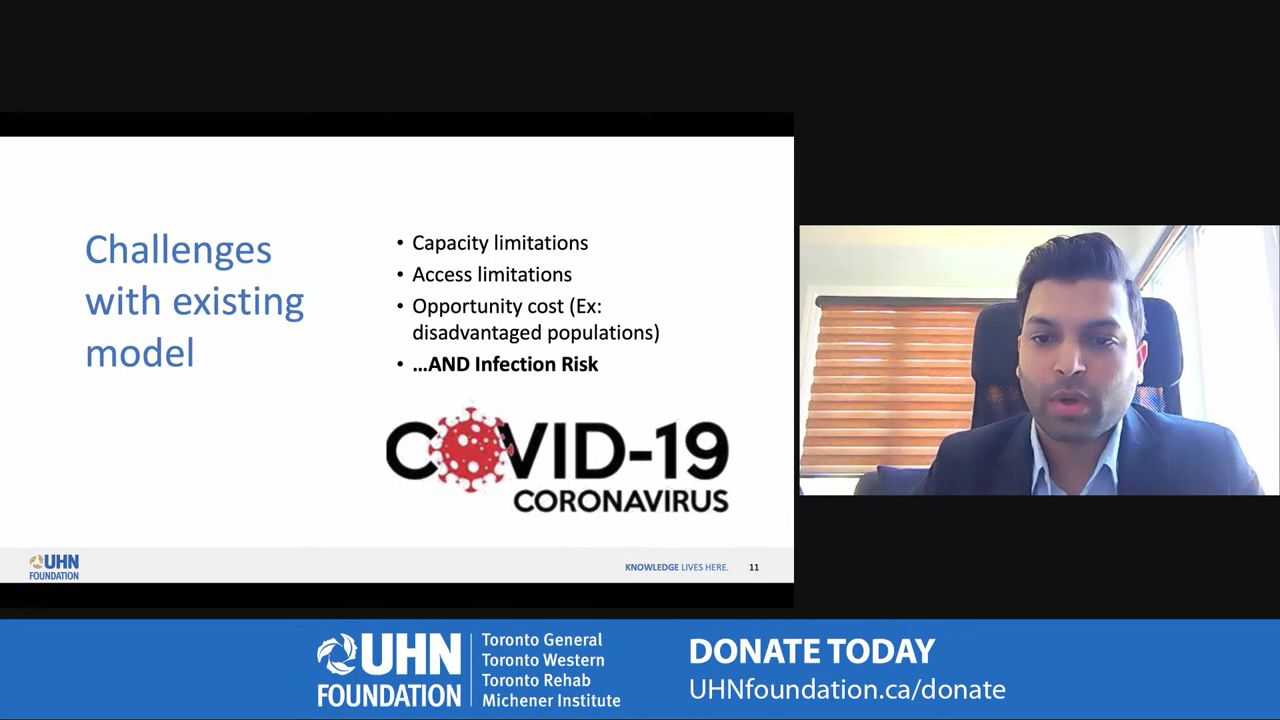 Challenges
with existing
model
• Capacity limitations
• Access limitations
• Opportunity cost (Ex:
disadvantaged populations)
• …AND Infection Risk
COVID-19
CORONAVIRUS
UHN
FOUNDATION
KNOWLEDGE LIVES HERE.
11
UHN
FOUNDATION
Toronto General
Toronto Western
Toronto Rehab
Michener Institute
DONATE TODAY
UHNfoundation.ca/donate